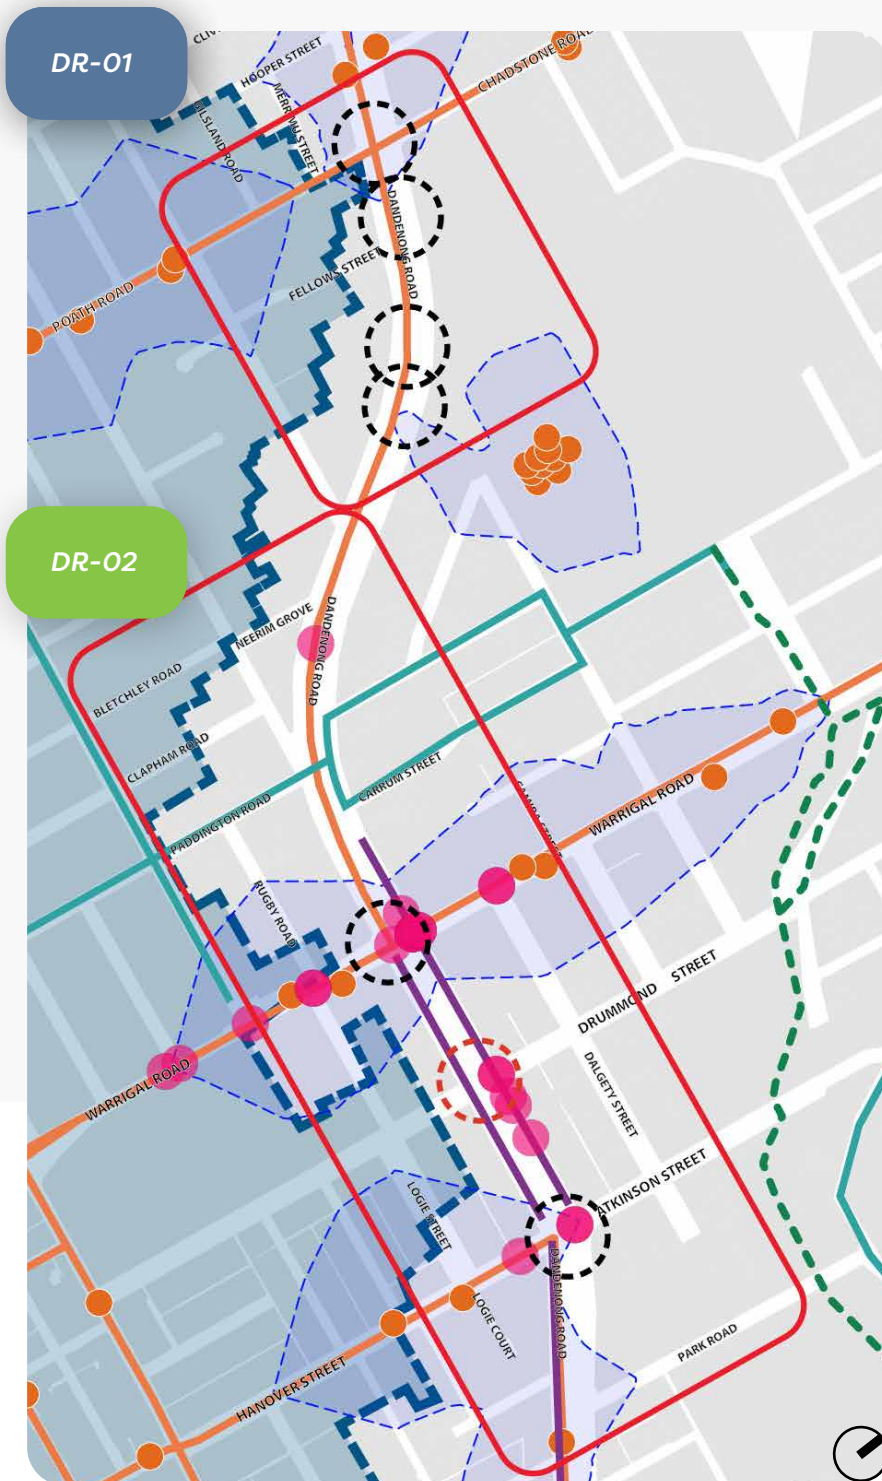 DR-01
HOOPER STREET
CHADSTONE ROAD
MERRIMU STREET
GILSLAND ROAD
DANDENONG ROAD
FELLOWS STREET
POATH ROAD
DR-02
NEERIM GROVE
DANDENONG ROAD
BLETCHLEY ROAD
CLAPHAM ROAD
CARRUM STREET
PADDINGTON ROAD
WARRIGAL ROAD
RUGBY ROAD
DRUMMOND STREET
DALGETY STREET
WARRIGAL ROAD
ATKINSON STREET
LOGIE STREET
DANDENONG ROAD
LOGIE COURT
PARK ROAD
HANOVER STREET